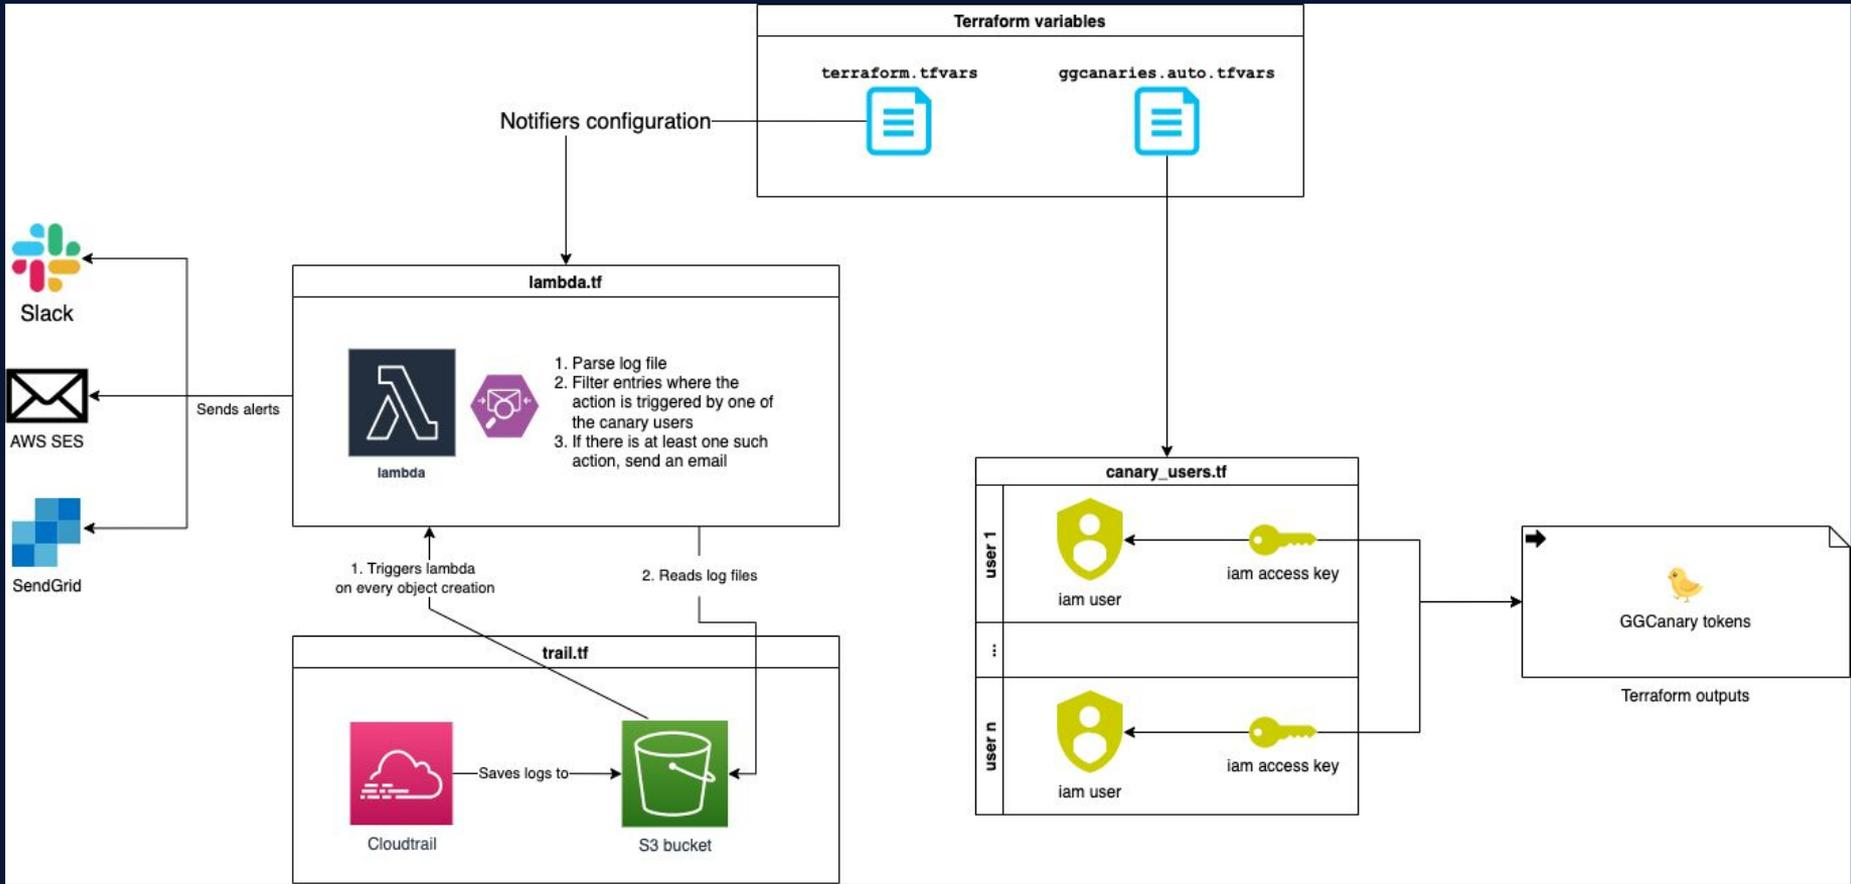 Terraform variables
terraform.tfvars
ggcanaries.auto.tfvars
Notifiers configuration
Slack
AWS SES
SendGrid
Sends alerts
lambda.tf
lambda
1. Parse log file
2. Filter entries where the
action is triggered by one of
the canary users
3. If there is at least one such
action, send an email
1. Triggers lambda
on every object creation
2. Reads log files
trail.tf
Cloudtrail
Saves logs to
S3 bucket
canary_users.tf
user 1
iam user
iam access key
...
user n
iam user
iam access key
GGCanary tokens
Terraform outputs